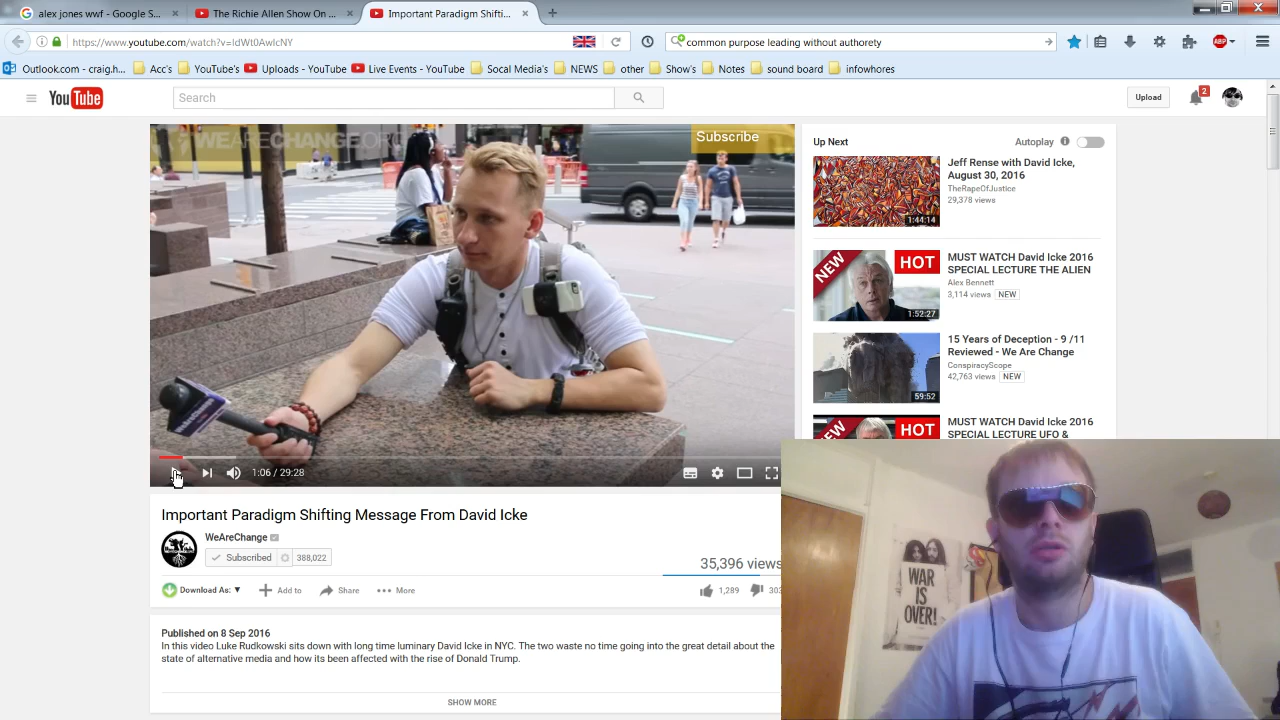 alex jones wwf - Google S...
The Richie Allen Show On ...
Important Paradigm Shifti...
https://www.youtube.com/watch?v=IdWt0AwIcNY
common purpose leading without authorety
ABP
Outlook.com - craig.h...
Acc's
YouTube's
Uploads - YouTube
Live Events - YouTube
Socal Media's
NEWS
other
Show's
Notes
sound board
infowhores
YouTube
Search
Upload
2
WEARECHANGE.ORG
Subscribe
1:06 / 29:28
Up Next
Autoplay
Jeff Rense with David Icke,
August 30, 2016
TheRapeOfJustice
29,378 views
1:44:14
NEW
HOT
MUST WATCH David Icke 2016
SPECIAL LECTURE THE ALIEN
Alex Bennett
3,114 views NEW
1:52:27
15 Years of Deception - 9 /11
Reviewed - We Are Change
ConspiracyScope
42,763 views NEW
59:52
NEW
HOT
MUST WATCH David Icke 2016
SPECIAL LECTURE UFO &
Important Paradigm Shifting Message From David Icke
WeAreChange
Subscribed
388,022
35,396 views
Download As: ▼
Add to
Share
More
1,289
303
Published on 8 Sep 2016
In this video Luke Rudkowski sits down with long time luminary David Icke in NYC. The two waste no time going into the great detail about the
state of alternative media and how its been affected with the rise of Donald Trump.
SHOW MORE
WAR
IS
OVER!